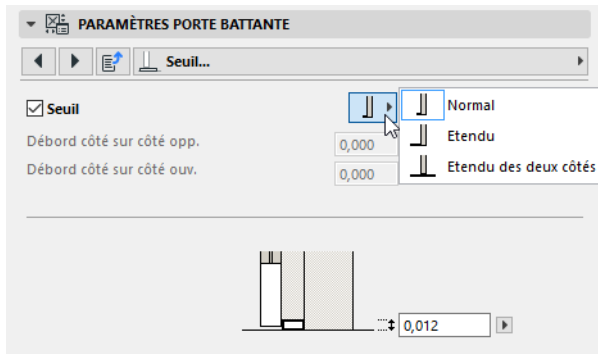 PARAMÈTRES PORTE BATTANTE
Seuil...
Seuil
Normal
Etendu
Etendu des deux côtés
Débord côté sur côté opp.
0,000
Débord côté sur côté ouv.
0,000
0,012